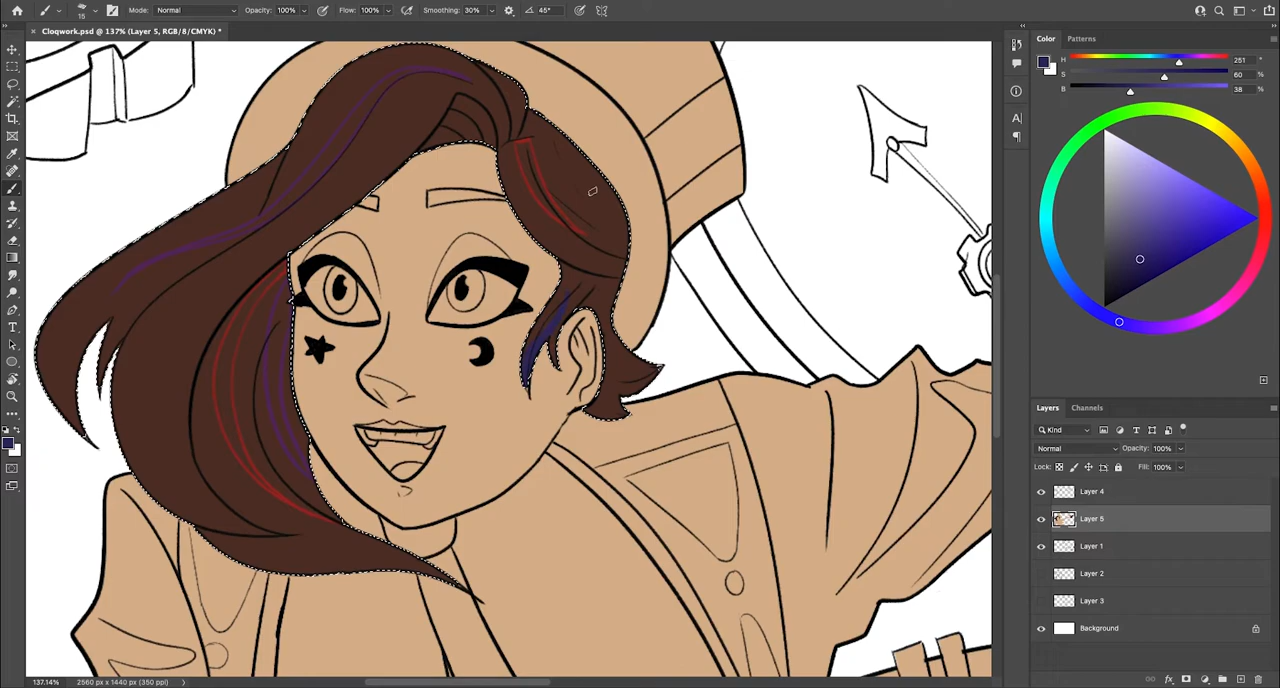 15
Mode:
Normal
Opacity: 100%
Flow: 100%
Smoothing: 30%
45°
Cloqwork.psd @ 137% (Layer 5, RGB/8/CMYK) *
Color
Patterns
H
251
°
S
60
%
B
38
%
Layers
Channels
Kind
Normal
Opacity: 100%
Lock:
Fill: 100%
Layer 4
Layer 5
Layer 1
Layer 2
Layer 3
Background
fx
137.14%
2560 px x 1440 px (350 ppi)